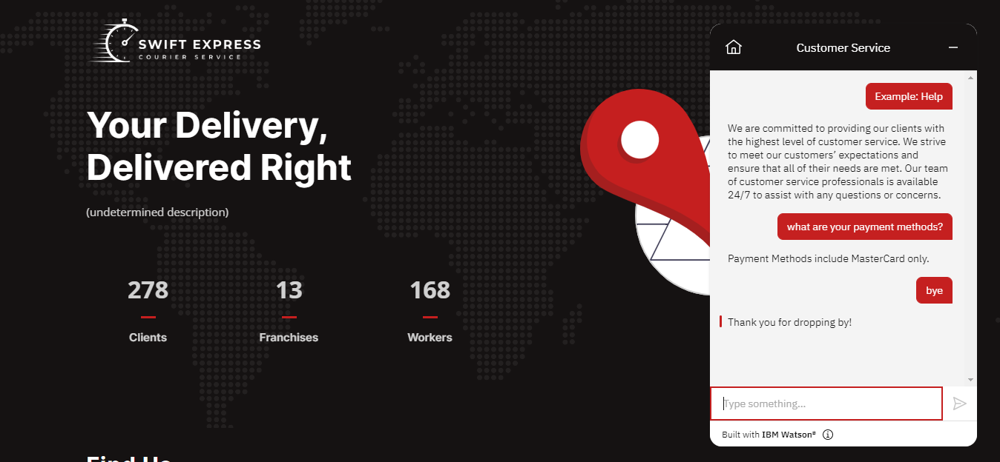 SWIFT EXPRESS
COURIER SERVICE
Your Delivery,
Delivered Right
(undetermined description)
278
13
168
Clients
Franchises
Workers
Find Us
Customer Service
Example: Help
We are committed to providing our clients with
the highest level of customer service. We strive
to meet our customers’ expectations and
ensure that all of their needs are met. Our team
of customer service professionals is available
24/7 to assist with any questions or concerns.
what are your payment methods?
Payment Methods include MasterCard only.
bye
Thank you for dropping by!
Type something...
Built with IBM Watson®